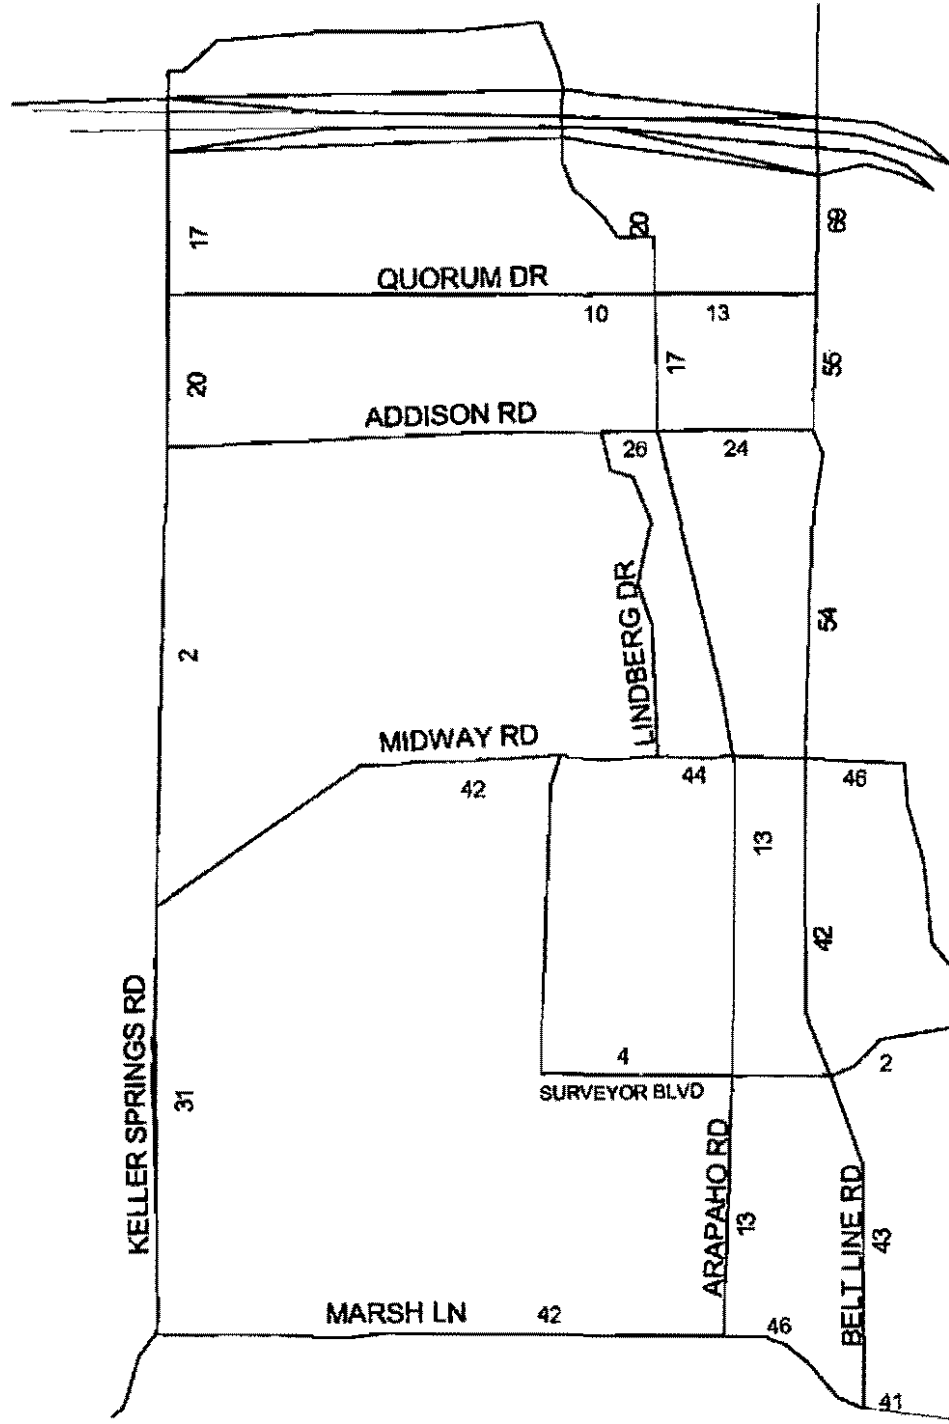 17
20
69
QUORUM DR
10
13
17
55
20
ADDISON RD
26
24
LINDBERG DR
54
2
MIDWAY RD
42
44
46
13
42
KELLER SPRINGS RD
31
4
2
SURVEYOR BLVD
ARAPAHO RD
13
BELT LINE RD
43
MARSH LN
42
46
41